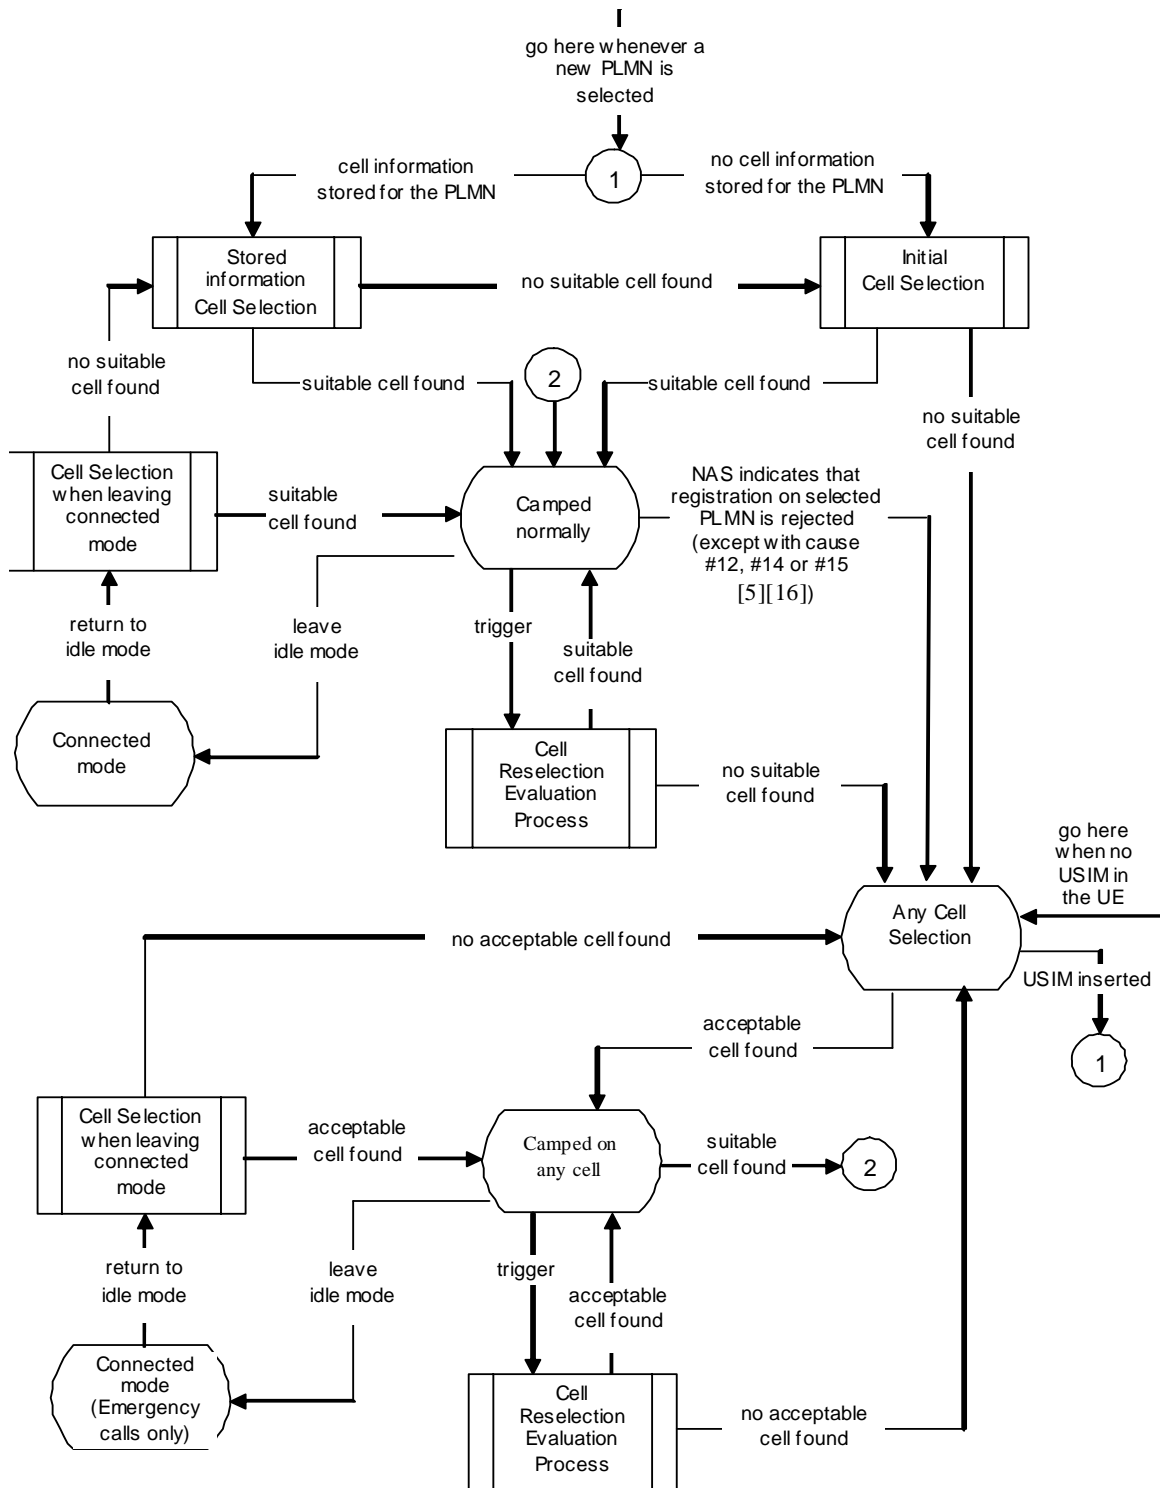 go here whenever a
new PLMN is
selected
1
cell information
stored for the PLMN
no cell information
stored for the PLMN
Stored
information
Cell Selection
no suitable cell found
Initial
Cell Selection
no suitable
cell found
suitable cell found
2
suitable cell found
no suitable
cell found
Cell Selection
when leaving
connected
mode
suitable
cell found
Camped
normally
NAS indicates that
registration on selected
PLMN is rejected
(except with cause
#12, #14 or #15
[5][16])
return to
idle mode
leave
idle mode
trigger
suitable
cell found
Connected
mode
Cell
Reselection
Evaluation
Process
no suitable
cell found
go here
when no
USIM in
the UE
Any Cell
Selection
no acceptable cell found
USIM inserted
1
acceptable
cell found
Cell Selection
when leaving
connected
mode
acceptable
cell found
Camped on
any cell
suitable
cell found
2
return to
idle mode
leave
idle mode
trigger
acceptable
cell found
Connected
mode
(Emergency
calls only)
Cell
Reselection
Evaluation
Process
no acceptable
cell found